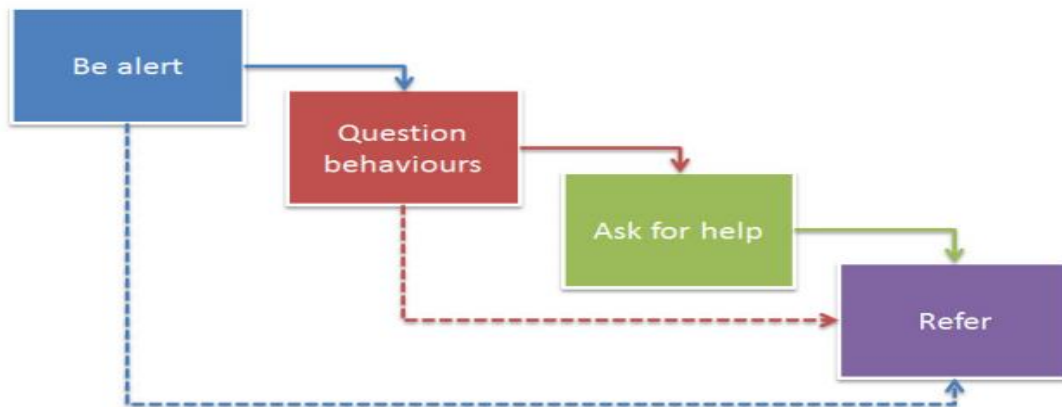 Be alert
Question
behaviours
Ask for help
Refer